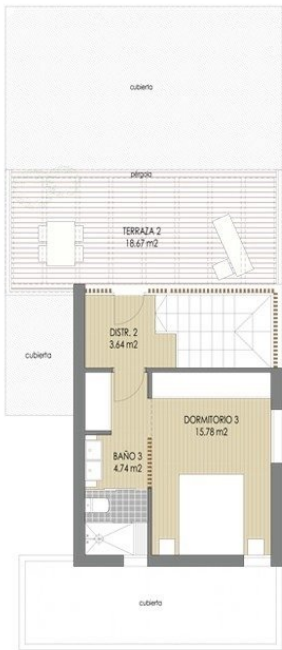 cubierta
pérgola
TERRAZA 2
18.67 m2
DISTR. 2
3.64 m2
cubierta
DORMITORIO 3
15.78 m2
BAÑO 3
4.74 m2
cubierta